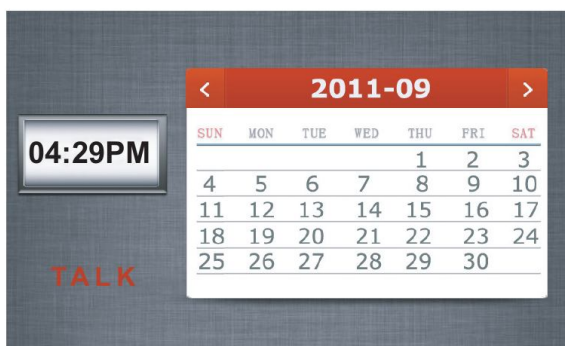 < 2011-09 >
SUN MON TUE WED THU FRI SAT
1 2 3
04:29PM
4 5 6 7 8 9 10
11 12 13 14 15 16 17
18 19 20 21 22 23 24
25 26 27 28 29 30
TALK